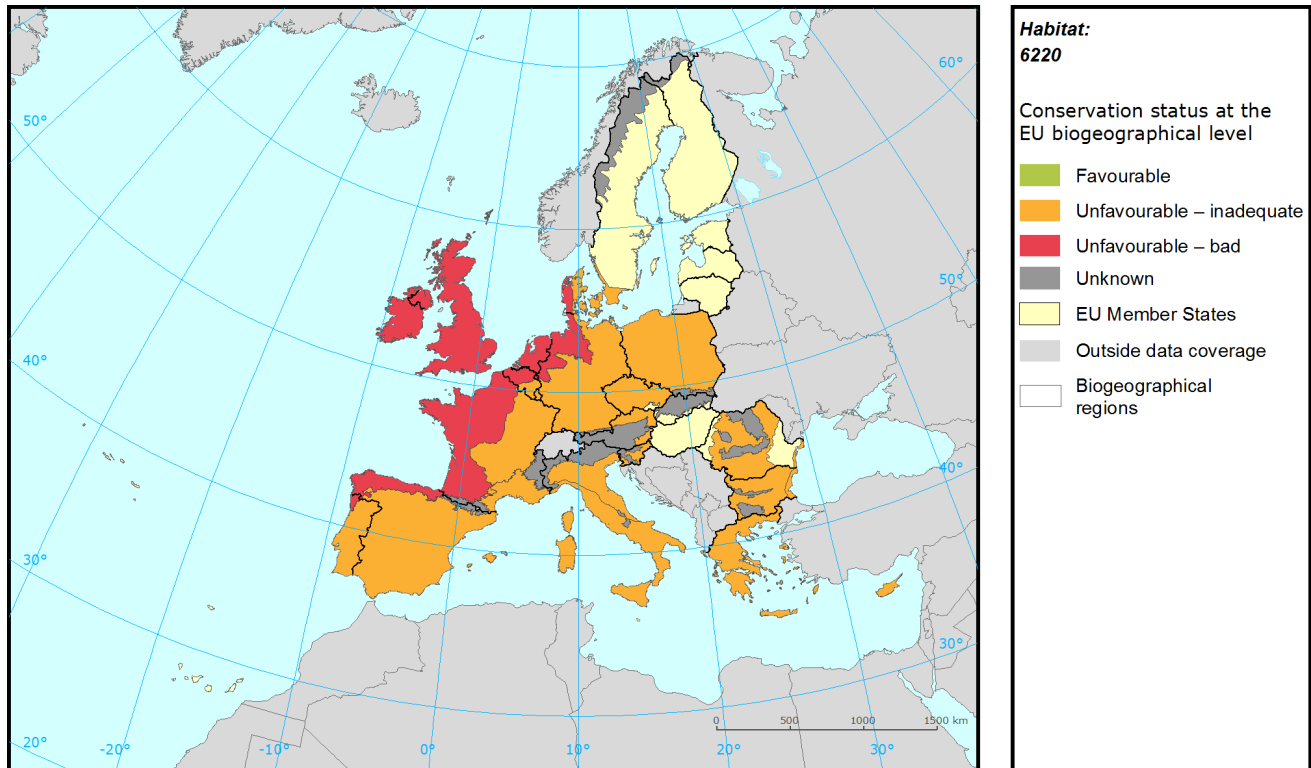 Habitat:
6220
Conservation status at the
EU biogeographical level
Favourable
Unfavourable – inadequate
Unfavourable – bad
Unknown
EU Member States
Outside data coverage
Biogeographical
regions
60°
50°
50°
40°
40°
30°
30°
20°
-20°
-10°
0°
10°
20°
30°
0 500 1000 1500 km